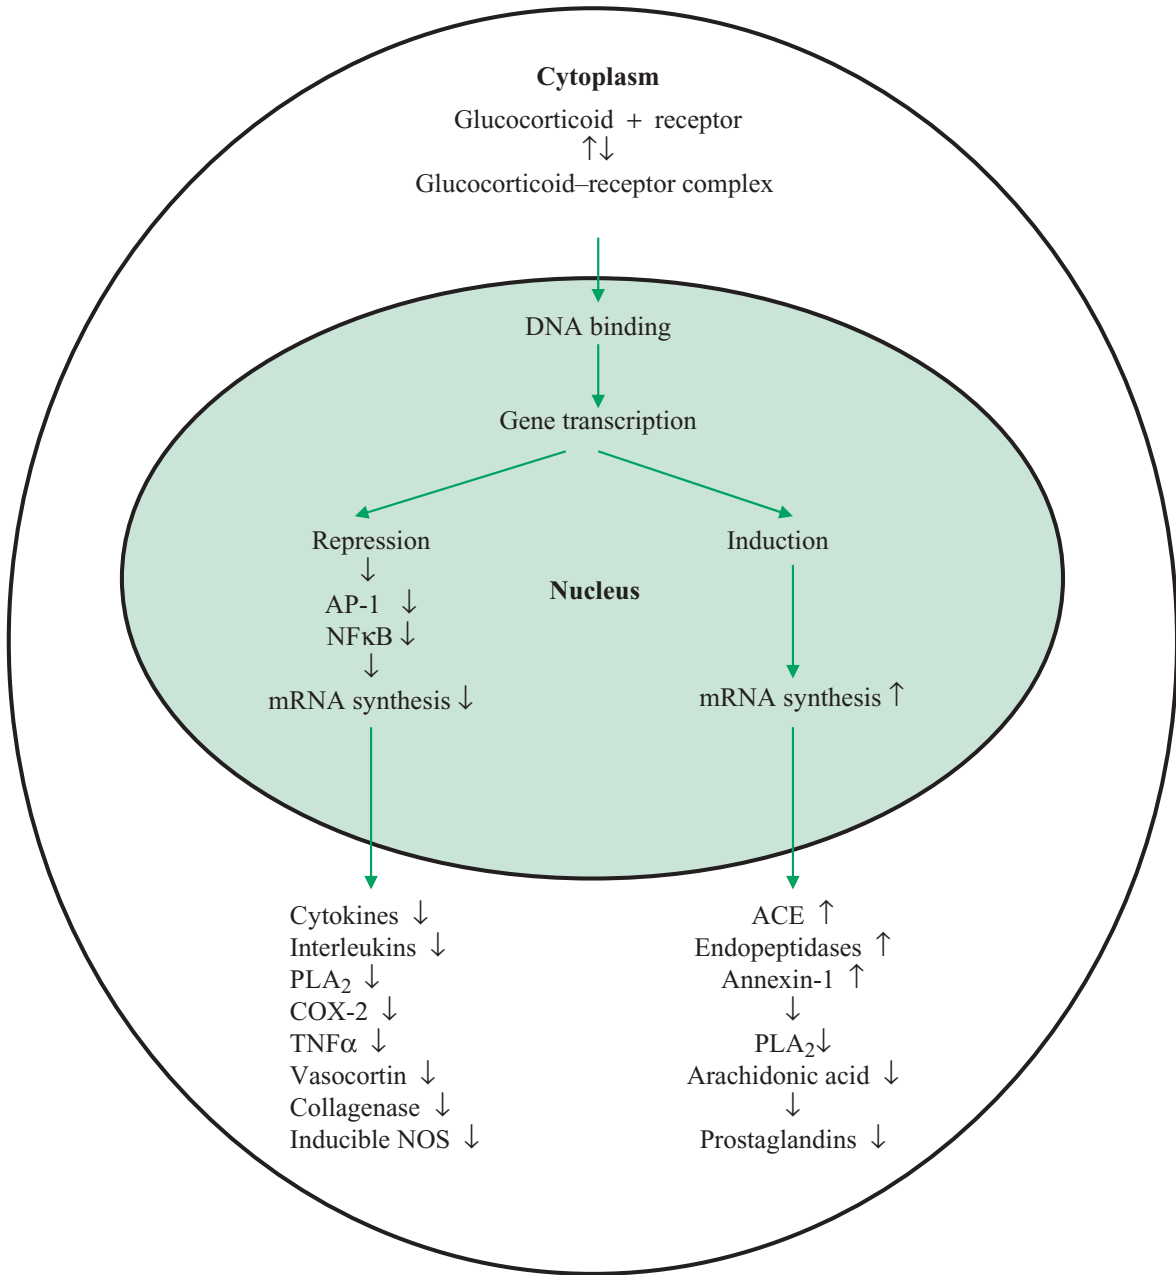 Cytoplasm
Glucocorticoid + receptor
↑↓
Glucocorticoid–receptor complex
DNA binding
Gene transcription
Repression
↓
AP-1 ↓
NFκB ↓
↓
mRNA synthesis ↓
Nucleus
Induction
mRNA synthesis ↑
Cytokines ↓
Interleukins ↓
PLA₂ ↓
COX-2 ↓
TNFα ↓
Vasocortin ↓
Collagenase ↓
Inducible NOS ↓
ACE ↑
Endopeptidases ↑
Annexin-1 ↑
↓
PLA₂↓
Arachidonic acid ↓
↓
Prostaglandins ↓